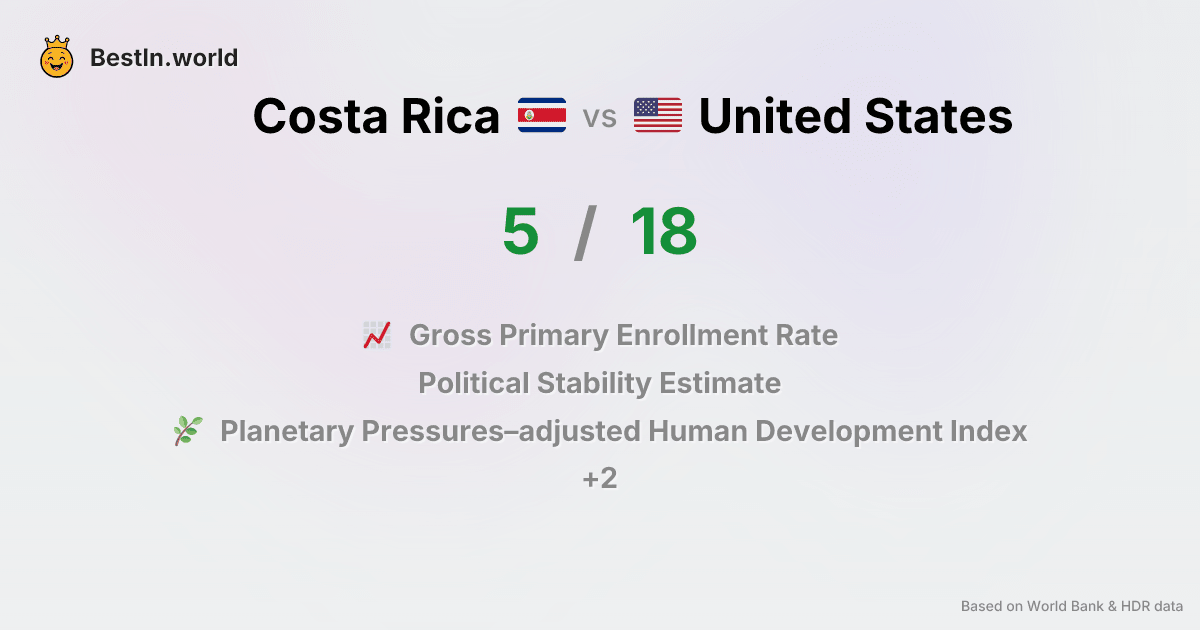 BestIn.world
Costa Rica vs United States
5 / 18
Gross Primary Enrollment Rate
Political Stability Estimate
Planetary Pressures–adjusted Human Development Index
+2
Based on World Bank & HDR data